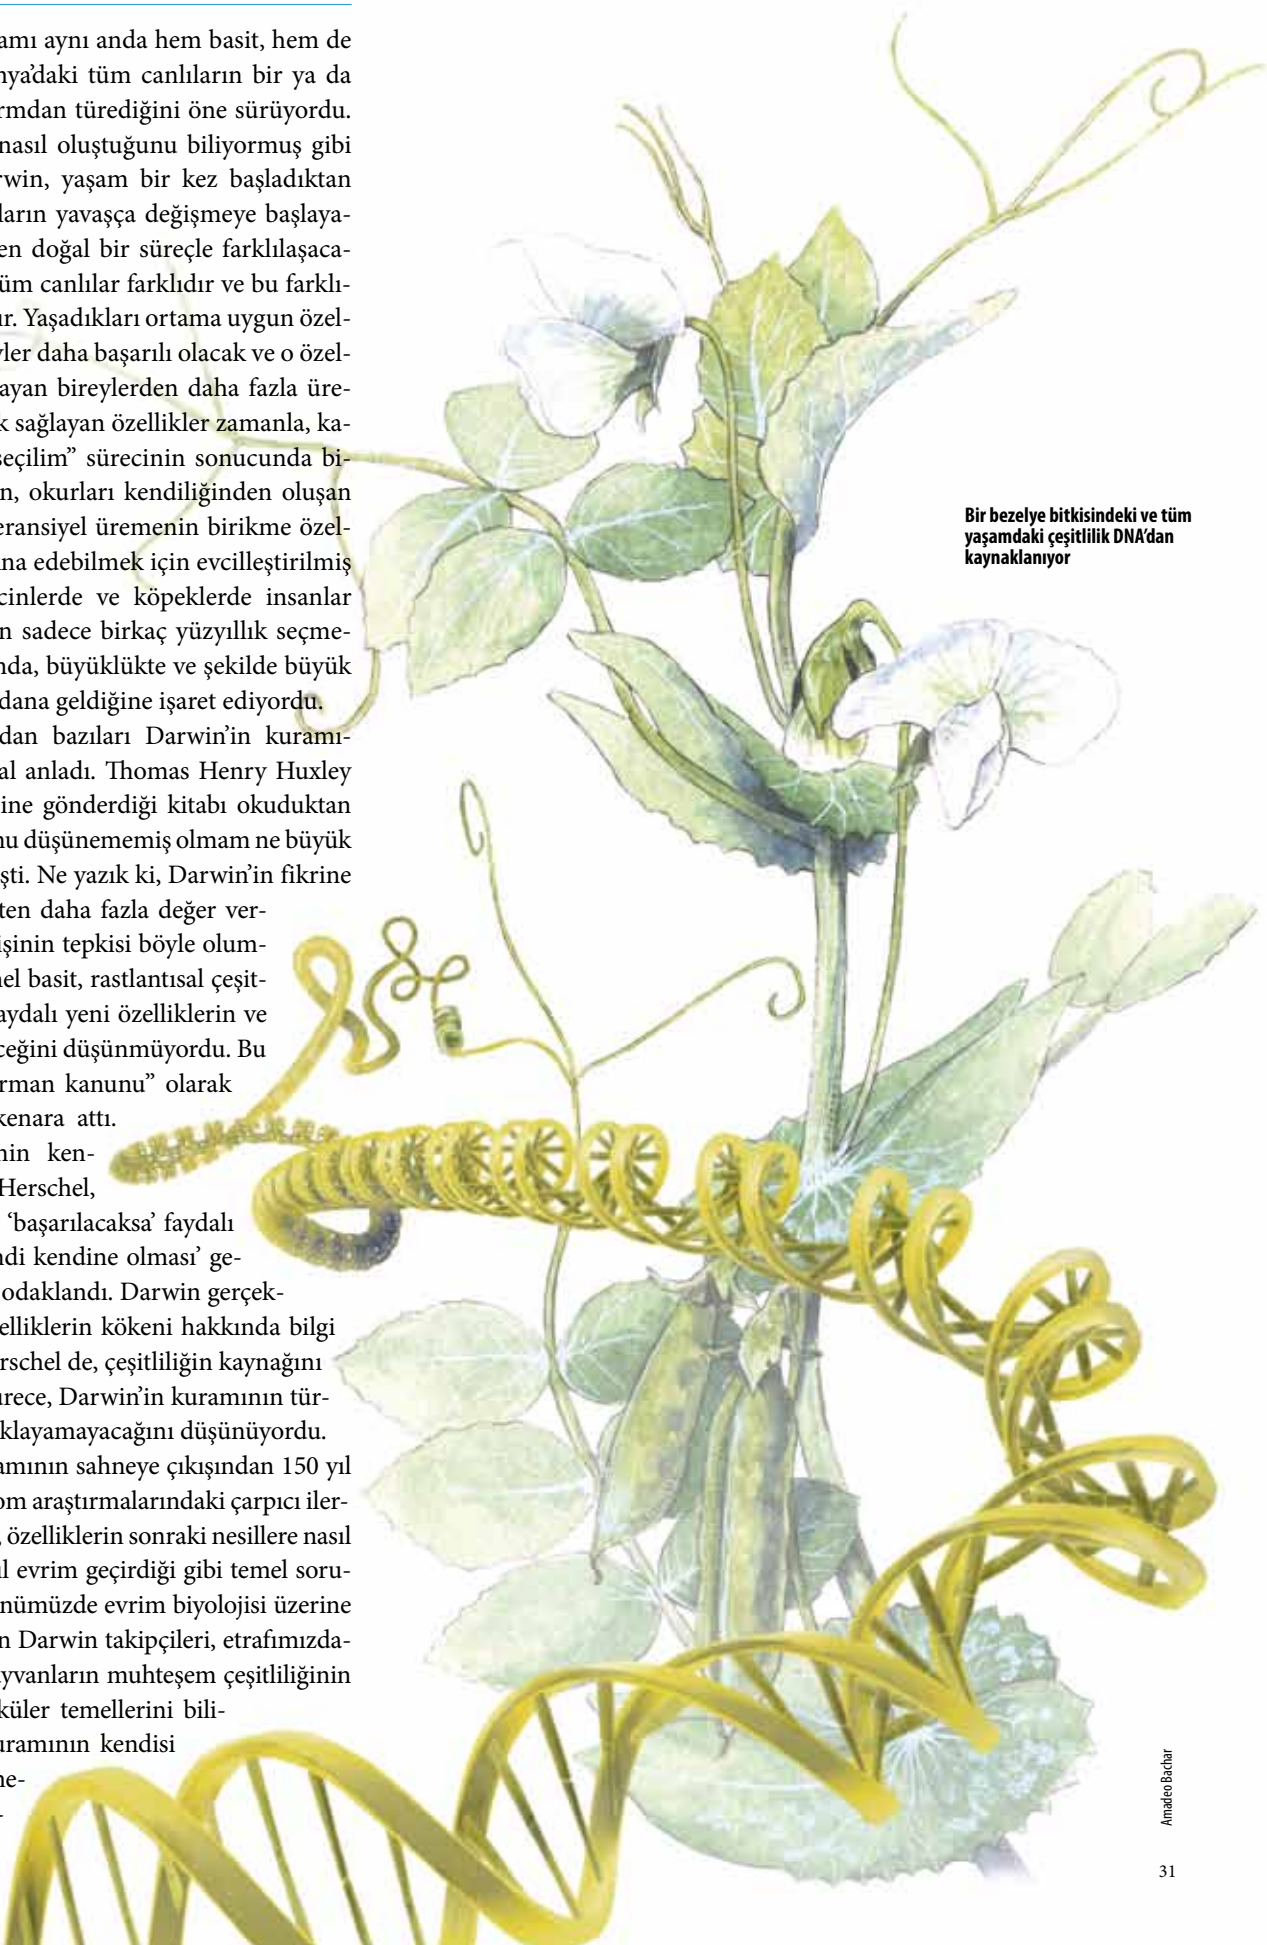 amı aynı anda hem basit, hem de
nya’daki tüm canlıların bir ya da
rmdan türediğini öne sürüyordu.
nasıl oluştuğunu biliyormuş gibi
rwin, yaşam bir kez başladıktan
ların yavaşça değişmeye başlaya-
en doğal bir süreçle farklılaşaca-
üm canlılar farklıdır ve bu farklı-
ır. Yaşadıkları ortama uygun özel-
yler daha başarılı olacak ve o özel-
ayan bireylerden daha fazla üre-
k sağlayan özellikler zamanla, ka-
seçilim” sürecinin sonucunda bi-
n, okurları kendiliğinden oluşan
eransiyel üremenin birikme özel-
na edebilmek için evcilleştirilmiş
cinlerde ve köpeklerde insanlar
n sadece birkaç yüzyıllık seçme-
nda, büyüklükte ve şekilde büyük
dana geldiğine işaret ediyordu.
dan bazıları Darwin’in kuramı-
al anladı. Thomas Henry Huxley
ine gönderdiği kitabı okuduktan
nu düşünememiş olmam ne büyük
şti. Ne yazık ki, Darwin’in fikrine
ten daha fazla değer ver-
işinin tepkisi böyle olum-
nel basit, rastlantısal çeşit-
aydalı yeni özelliklerin ve
ceğini düşünmüyordu. Bu
rman kanunu” olarak
kenara attı.
nin ken-
Herschel,
‘başarılacaksa’ faydalı
ndi kendine olması’ ge-
odaklandı. Darwin gerçek-
elliklerin kökeni hakkında bilgi
rschel de, çeşitliliğin kaynağını
ürece, Darwin’in kuramının tür-
klayamayacağını düşünüyordu.
amının sahneye çıkışından 150 yıl
om araştırmalarındaki çarpıcı iler-
, özelliklerin sonraki nesillere nasıl
ıl evrim geçirdiği gibi temel soru-
nümüzde evrim biyolojisi üzerine
n Darwin takipçileri, etrafımızda-
yvanların muhteşem çeşitliliğinin
küler temellerini bili-
uramının kendisi
ne-
-
Bir bezelye bitkisindeki ve tüm
yaşamdaki çeşitlilik DNA’dan
kaynaklanıyor
Amadeo Bachar
31